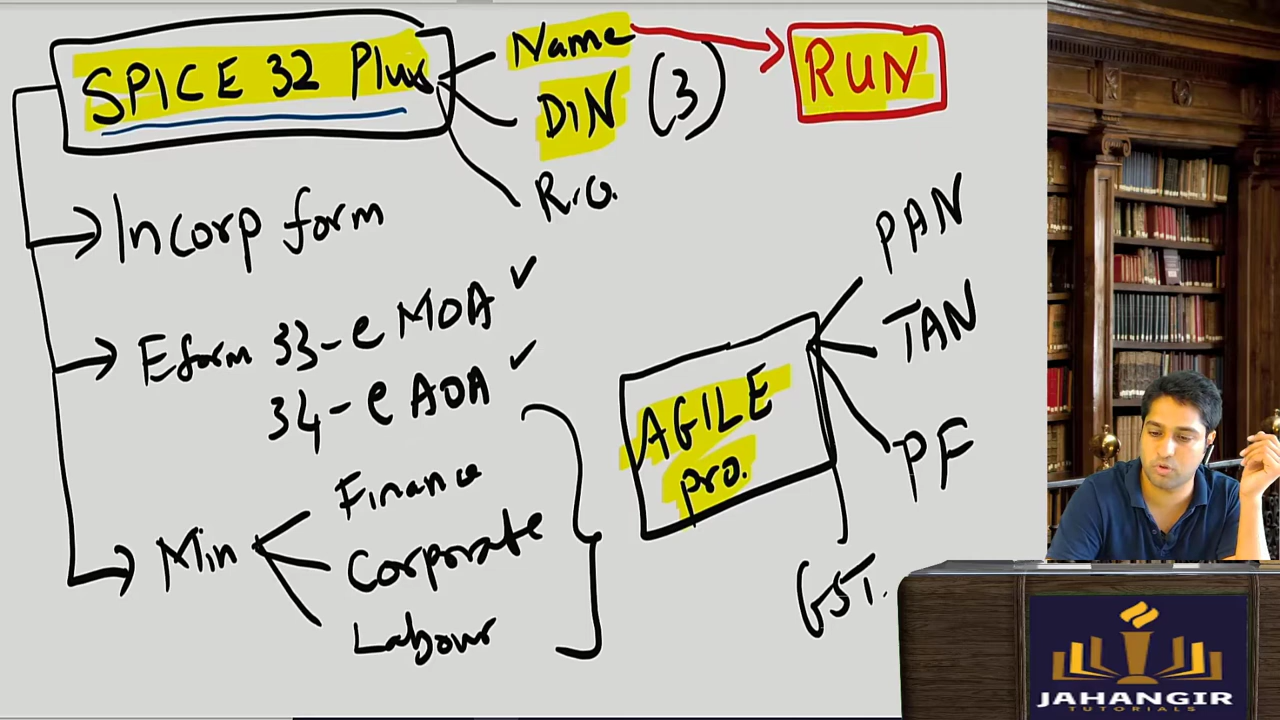 SPICE 32 Plus
Name
RUN
DIN (3)
R.O.
Incorp form
Eform 33-e MOA
34-e AOA
Min
Finance
Corporate
Labour
AGILE
pro.
PAN
TAN
PF
GST.
JAHANGIR
TUTORIALS